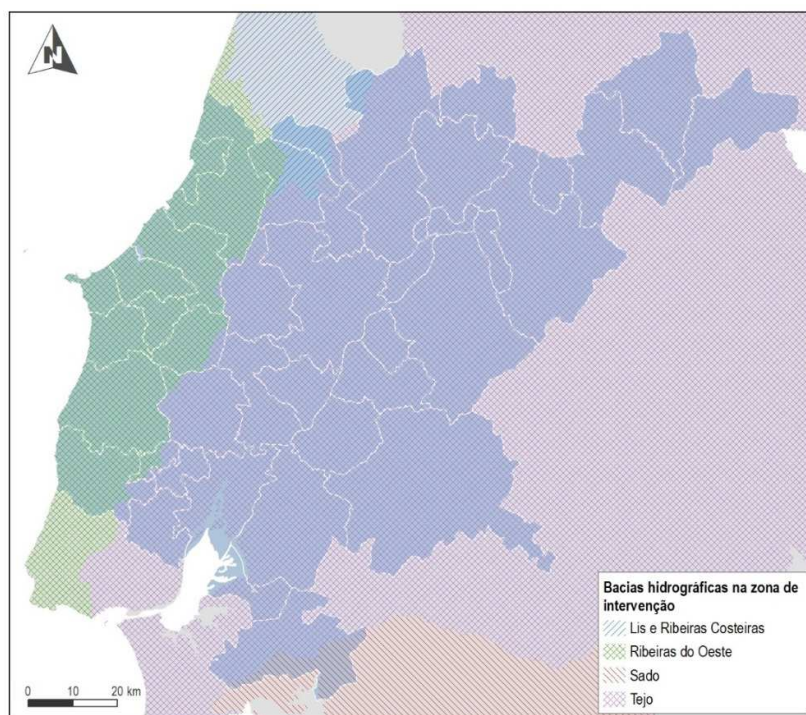 N
Bacias hidrográficas na zona de
intervenção
Lis e Ribeiras Costeiras
Ribeiras do Oeste
Sado
Tejo
0 10 20 km